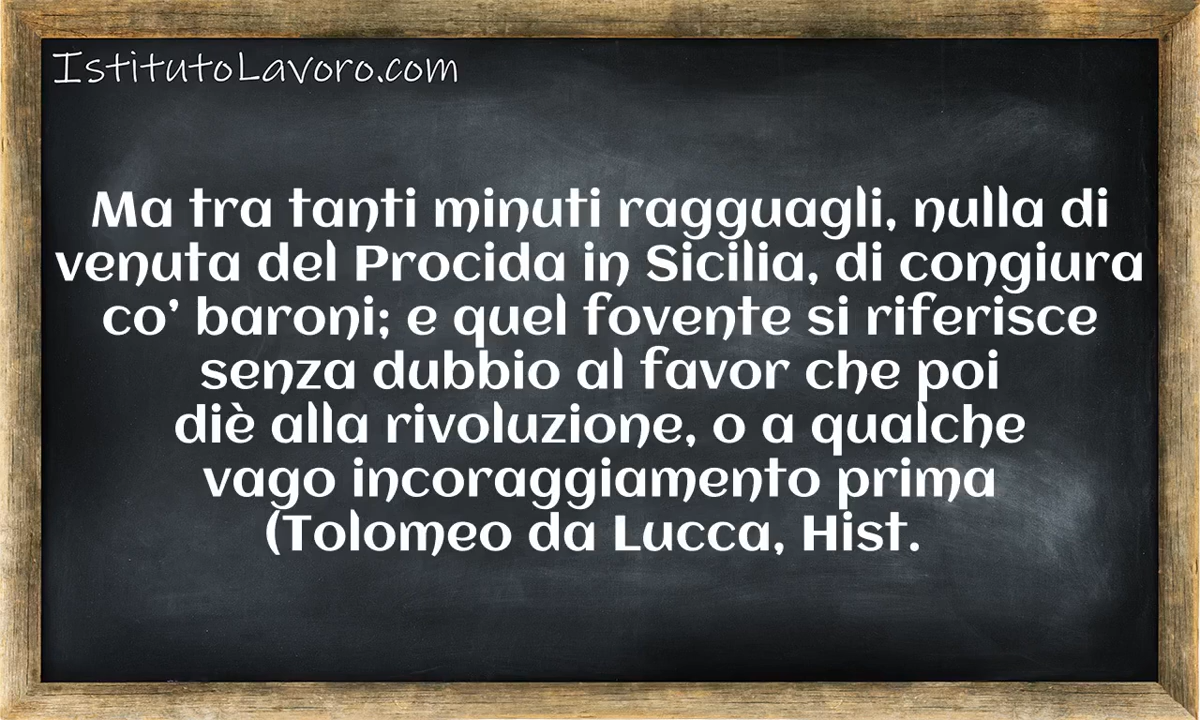 IstitutoLavoro.com
Ma tra tanti minuti ragguagli, nulla di
venuta del Procida in Sicilia, di congiura
co’ baroni; e quel fovente si riferisce
senza dubbio al favor che poi
diè alla rivoluzione, o a qualche
vago incoraggiamento prima
(Tolomeo da Lucca, Hist.